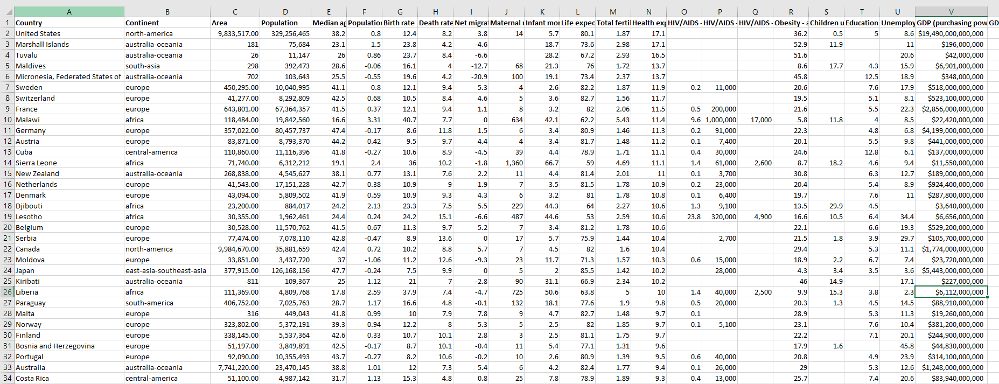 A B C D E F G H I J K L M N O P Q R S T U V
1 Country Continent Area Population Median ag Population Birth rate Death rate Net migrat Maternal Infant mo Life expec Total ferti Health exp HIV/AIDS - HIV/AIDS - HIV/AIDS - Obesity - a Children u Education Unemploy GDP (purchasing pow GD
2 United States north-america 9,833,517.00 329,256,465 38.2 0.8 12.4 8.2 3.8 14 5.7 80.1 1.87 17.1 36.2 0.5 5 8.6 $19,490,000,000,000
3 Marshall Islands australia-oceania 181 75,684 23.1 1.5 23.8 4.2 -4.6 18.7 73.6 2.98 17.1 52.9 11.9 11 $196,000,000
4 Tuvalu australia-oceania 26 11,147 26 0.86 23.7 8.4 -6.6 28.2 67.2 2.93 16.5 51.6 20.6 $42,000,000
5 Maldives south-asia 298 392,473 28.6 -0.06 16.1 4 -12.7 68 21.3 76 1.72 13.7 8.6 17.7 4.3 15.9 $6,901,000,000
6 Micronesia, Federated States of australia-oceania 702 103,643 25.5 -0.55 19.6 4.2 -20.9 100 19.1 73.4 2.37 13.7 45.8 12.5 18.9 $348,000,000
7 Sweden europe 450,295.00 10,040,995 41.1 0.8 12.1 9.4 5.3 4 2.6 82.2 1.87 11.9 0.2 11,000 20.6 7.6 17.9 $518,000,000,000
8 Switzerland europe 41,277.00 8,292,809 42.5 0.68 10.5 8.4 4.6 5 3.6 82.7 1.56 11.7 19.5 5.1 8.1 $523,100,000,000
9 France europe 643,801.00 67,364,357 41.5 0.37 12.1 9.4 1.1 8 3.2 82 2.06 11.5 0.5 200,000 21.6 5.5 22.3 $2,856,000,000,000
10 Malawi africa 118,484.00 19,842,560 16.6 3.31 40.7 7.7 0 634 42.1 62.2 5.43 11.4 9.6 1,000,000 17,000 5.8 11.8 4 8.5 $22,420,000,000
11 Germany europe 357,022.00 80,457,737 47.4 -0.17 8.6 11.8 1.5 6 3.4 80.9 1.46 11.3 0.2 91,000 22.3 4.8 6.8 $4,199,000,000,000
12 Austria europe 83,871.00 8,793,370 44.2 0.42 9.5 9.7 4.4 4 3.4 81.7 1.48 11.2 0.1 7,400 20.1 5.5 9.8 $441,000,000,000
13 Cuba central-america 110,860.00 11,116,396 41.8 -0.27 10.6 8.9 -4.5 39 4.4 78.9 1.71 11.1 0.4 30,000 24.6 12.8 6.1 $137,000,000,000
14 Sierra Leone africa 71,740.00 6,312,212 19.1 2.4 36 10.2 -1.8 1,360 66.7 59 4.69 11.1 1.4 61,000 2,600 8.7 18.2 4.6 9.4 $11,550,000,000
15 New Zealand australia-oceania 268,838.00 4,545,627 38.1 0.77 13.1 7.6 2.2 11 4.4 81.4 2.01 11 0.1 3,700 30.8 6.3 12.7 $189,000,000,000
16 Netherlands europe 41,543.00 17,151,228 42.7 0.38 10.9 9 1.9 7 3.5 81.5 1.78 10.9 0.2 23,000 20.4 5.4 8.9 $924,400,000,000
17 Denmark europe 43,094.00 5,809,502 41.9 0.59 10.9 9.3 4.3 6 3.2 81 1.78 10.8 0.1 6,400 19.7 7.6 11 $287,800,000,000
18 Djibouti africa 23,200.00 884,017 24.2 2.13 23.3 7.5 5.5 229 44.3 64 2.27 10.6 1.3 9,100 13.5 29.9 4.5 $3,640,000,000
19 Lesotho africa 30,355.00 1,962,461 24.4 0.24 24.2 15.1 -6.6 487 44.6 53 2.59 10.6 23.8 320,000 4,900 16.6 10.5 6.4 34.4 $6,656,000,000
20 Belgium europe 30,528.00 11,570,762 41.5 0.67 11.3 9.7 5.2 7 3.4 81.2 1.78 10.6 22.1 6.6 19.3 $529,200,000,000
21 Serbia europe 77,474.00 7,078,110 42.8 -0.47 8.9 13.6 0 17 5.7 75.9 1.44 10.4 2,700 21.5 1.8 3.9 29.7 $105,700,000,000
22 Canada north-america 9,984,670.00 35,881,659 42.4 0.72 10.2 8.8 5.7 7 4.5 82 1.6 10.4 29.4 5.3 11.1 $1,774,000,000,000
23 Moldova europe 33,851.00 3,437,720 37 -1.06 11.2 12.6 -9.3 23 11.7 71.3 1.57 10.3 0.6 15,000 18.9 2.2 6.7 7.4 $23,720,000,000
24 Japan east-asia-southeast-asia 377,915.00 126,168,156 47.7 -0.24 7.5 9.9 0 5 2 85.5 1.42 10.2 28,000 4.3 3.4 3.5 3.6 $5,443,000,000,000
25 Kiribati australia-oceania 811 109,367 25 1.12 21 7 -2.8 90 31.1 66.9 2.34 10.2 46 14.9 17.1 $227,000,000
26 Liberia africa 111,369.00 4,809,768 17.8 2.59 37.9 7.4 -4.7 725 50.6 63.8 5 10 1.4 40,000 2,500 9.9 15.3 3.8 2.3 $6,112,000,000
27 Paraguay south-america 406,752.00 7,025,763 28.7 1.17 16.6 4.8 -0.1 132 18.1 77.6 1.9 9.8 0.5 20,000 20.3 1.3 4.5 14.5 $88,910,000,000
28 Malta europe 316 449,043 41.8 0.99 10 7.9 7.8 9 4.7 82.7 1.48 9.7 0.1 28.9 5.3 11.3 $19,260,000,000
29 Norway europe 323,802.00 5,372,191 39.3 0.94 12.2 8 5.3 5 2.5 82 1.85 9.7 0.1 5,100 23.1 7.6 10.4 $381,200,000,000
30 Finland europe 338,145.00 5,537,364 42.6 0.33 10.7 10.1 2.8 3 2.5 81.1 1.75 9.7 22.2 7.1 20.1 $244,900,000,000
31 Bosnia and Herzegovina europe 51,197.00 3,849,891 42.5 -0.17 8.7 10.1 -0.4 11 5.4 77.1 1.31 9.6 17.9 1.6 45.8 $44,830,000,000
32 Portugal europe 92,090.00 10,355,493 43.7 -0.27 8.2 10.6 -0.2 10 2.6 80.9 1.39 9.5 0.6 40,000 20.8 4.9 23.9 $314,100,000,000
33 Australia australia-oceania 7,741,220.00 23,470,145 38.8 1.01 12 7.3 5.4 6 4.2 82.4 1.77 9.4 0.1 26,000 29 5.3 12.6 $1,248,000,000,000
34 Costa Rica central-america 51,100.00 4,987,142 31.7 1.13 15.3 4.8 0.8 25 7.8 78.9 1.89 9.3 0.4 13,000 25.7 7.4 20.6 $83,940,000,000